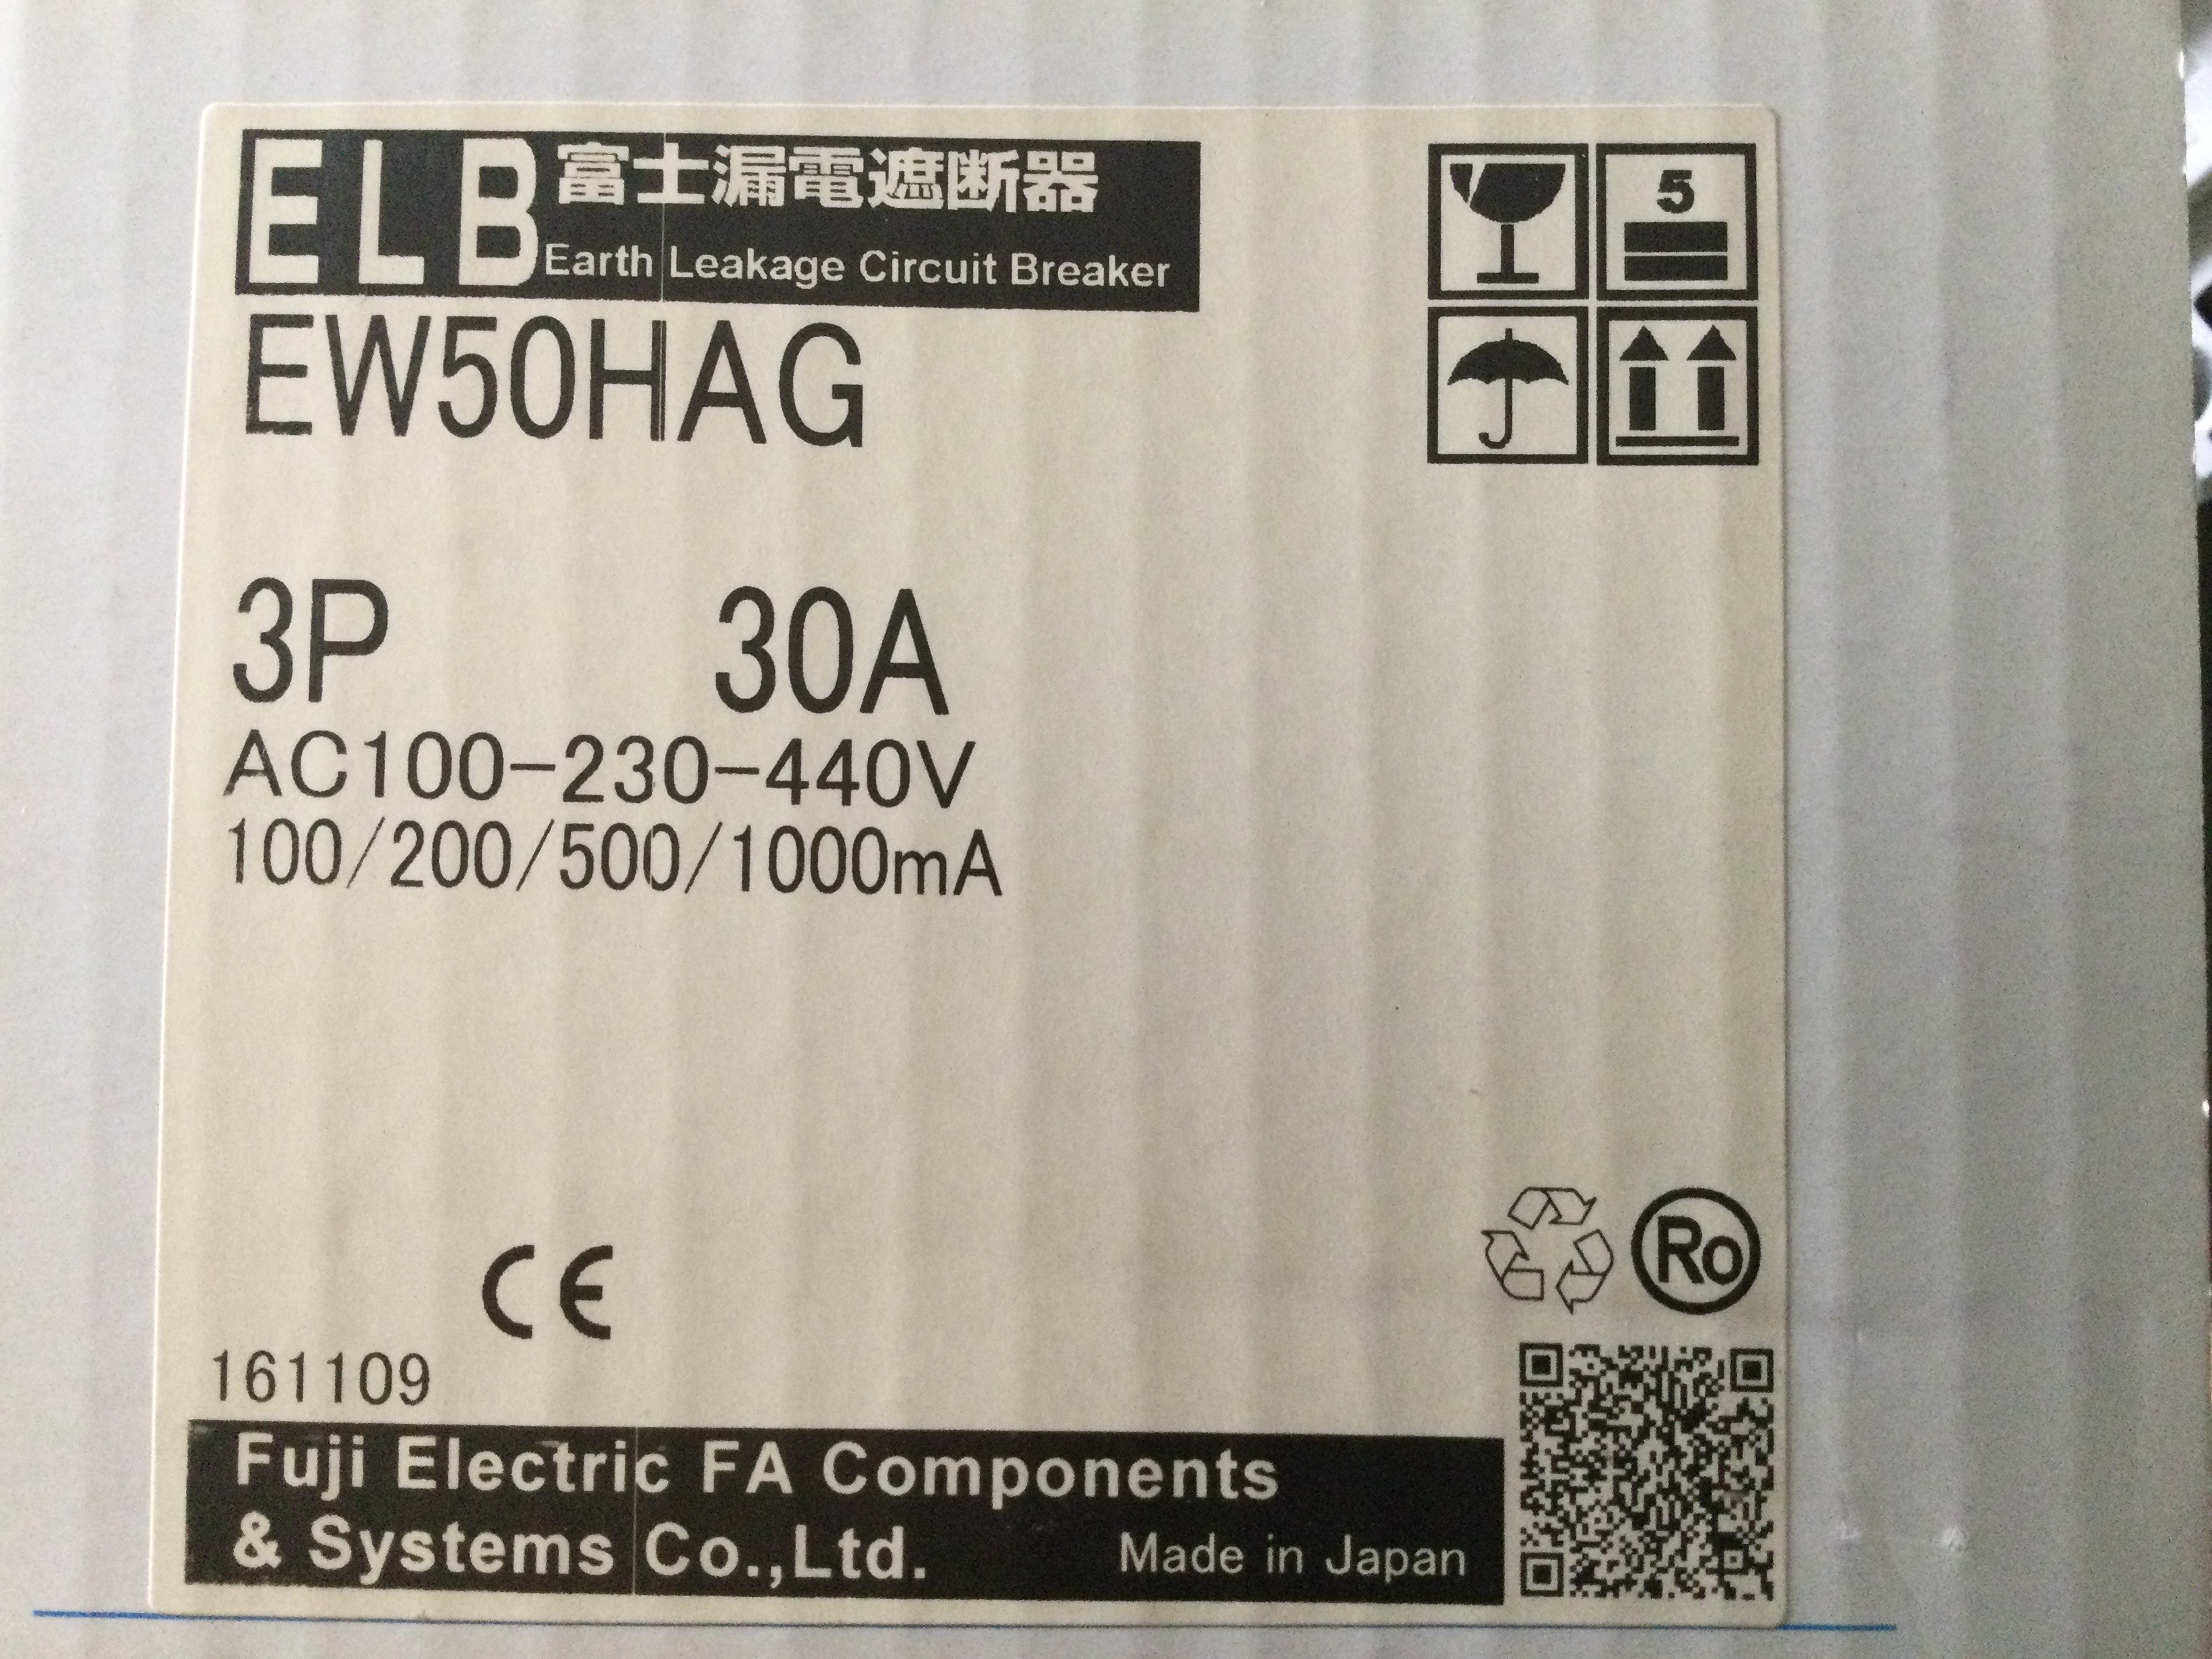 ELB 富士漏電遮断器
Earth Leakage Circuit Breaker
EW50HAG
5
3P 30A
AC100-230-440V
100/200/500/1000mA
Ro
CE
161109
Fuji Electric FA Components
& Systems Co.,Ltd. Made in Japan